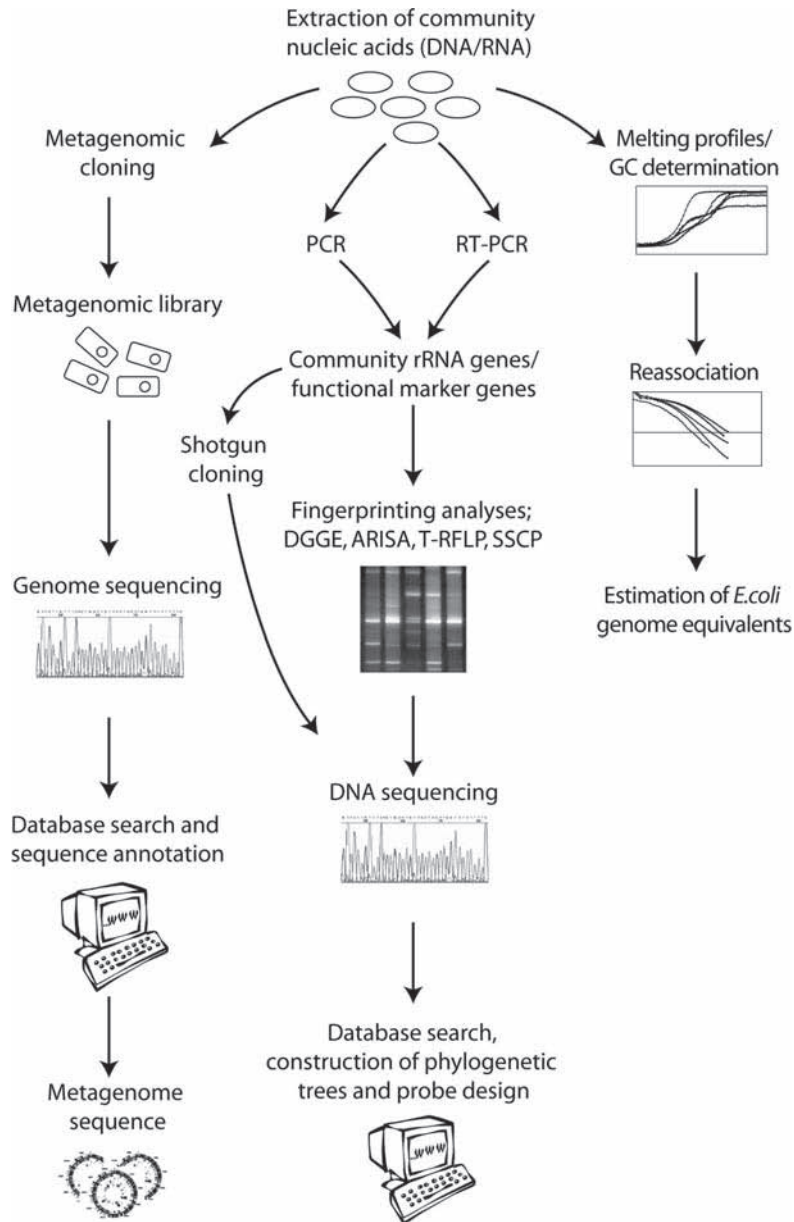 Extraction of community
nucleic acids (DNA/RNA)
Metagenomic
cloning
Melting profiles/
GC determination
PCR
RT-PCR
Metagenomic library
Community rRNA genes/
functional marker genes
Reassociation
Shotgun
cloning
Fingerprinting analyses;
DGGE, ARISA, T-RFLP, SSCP
Genome sequencing
Estimation of E.coli
genome equivalents
DNA sequencing
Database search and
sequence annotation
WWW
Database search,
construction of phylogenetic
trees and probe design
Metagenome
sequence
WWW